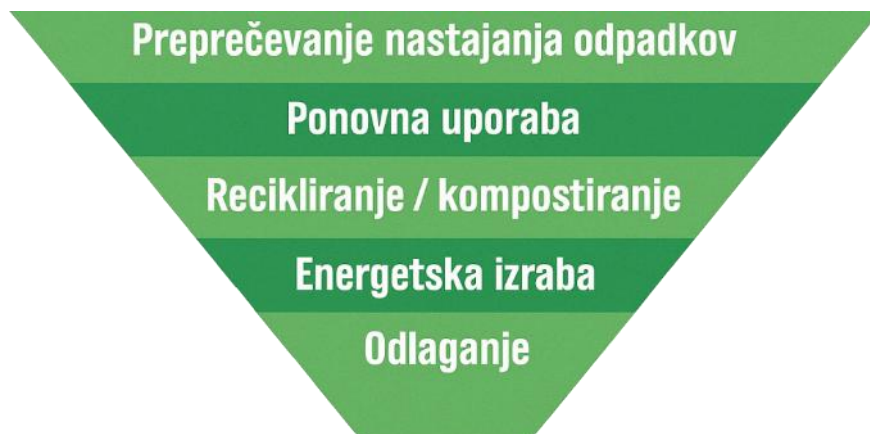 Preprečevanje nastajanja odpadkov
Ponovna uporaba
Recikliranje / kompostiranje
Energetska izraba
Odlaganje